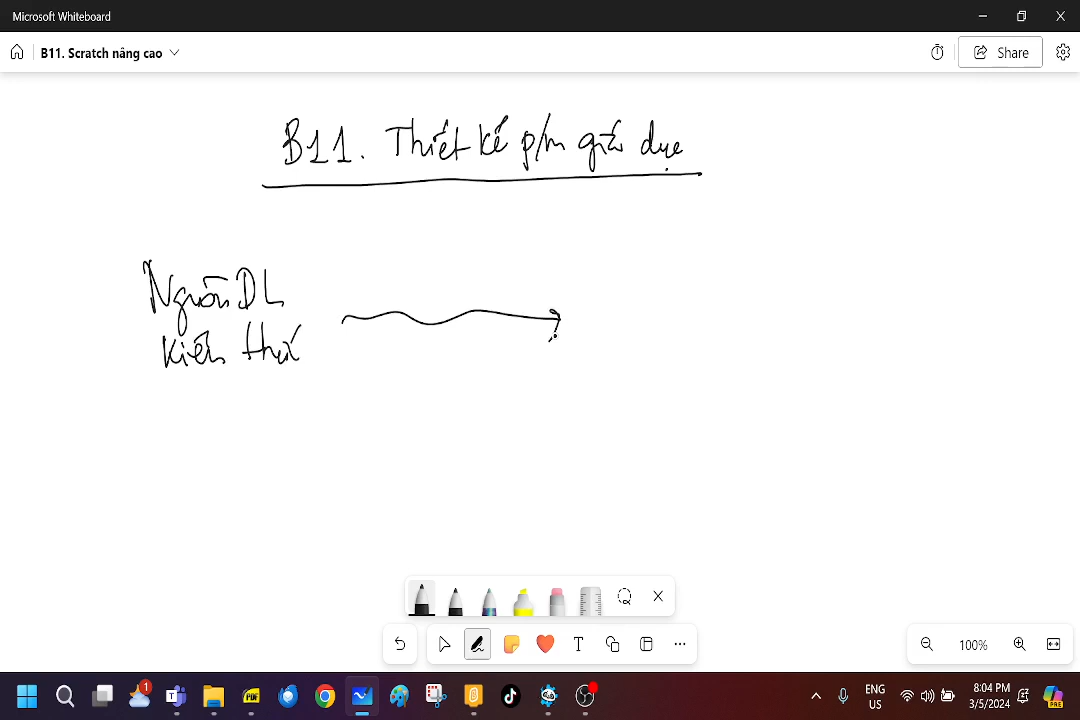 Microsoft Whiteboard
B11. Scratch nâng cao
Share
B11. Thiết kế p/m giáo dục
Nguồn DL
kiến thức
100%
ENG
US
8:04 PM
3/5/2024